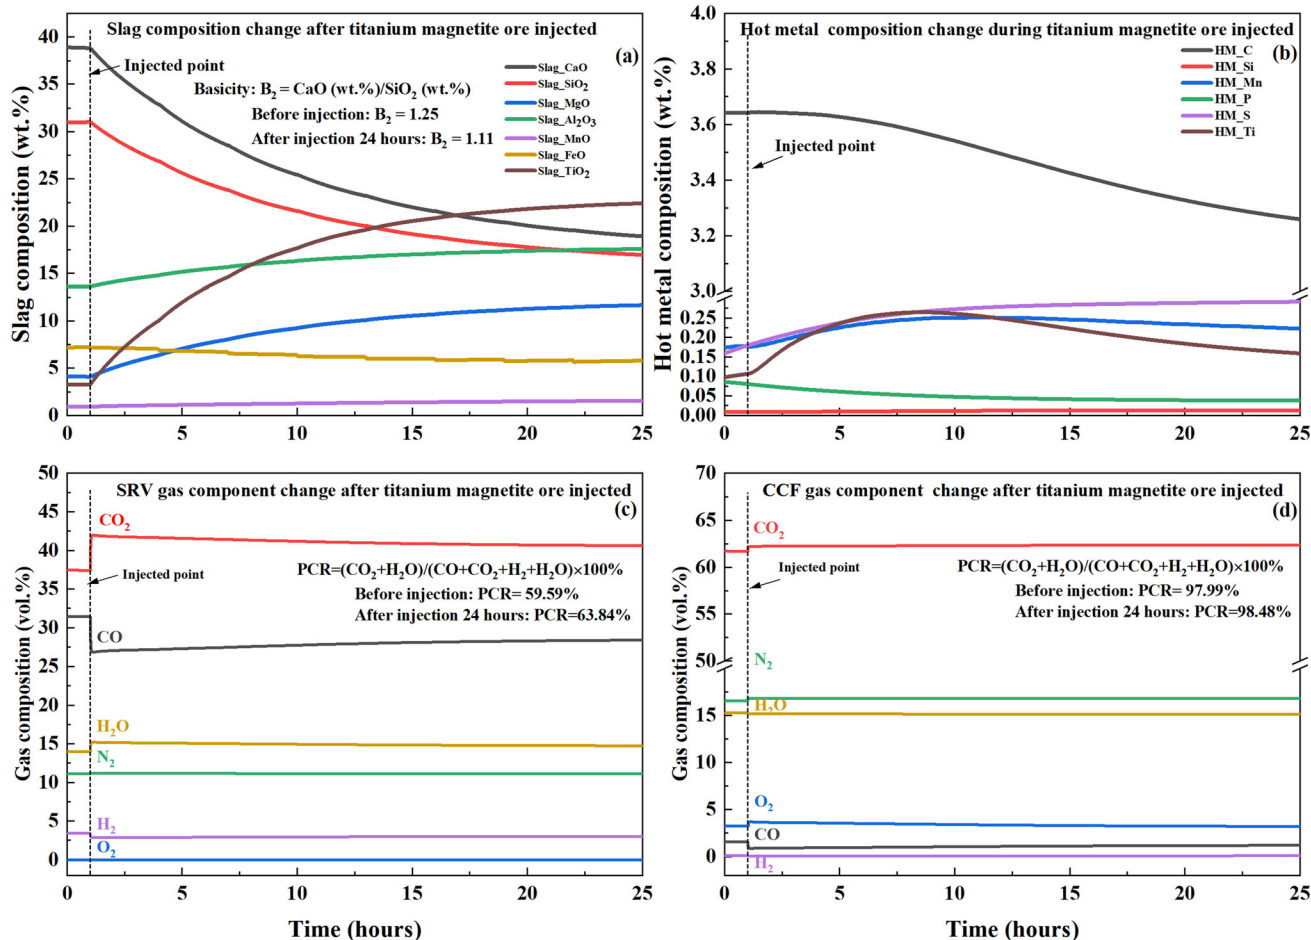 Slag composition change after titanium magnetite ore injected
(a)
Injected point
Basicity: B₂ = CaO (wt.%)/SiO₂ (wt.%)
Before injection: B₂ = 1.25
After injection 24 hours: B₂ = 1.11
Slag_CaO
Slag_SiO₂
Slag_MgO
Slag_Al₂O₃
Slag_MnO
Slag_FeO
Slag_TiO₂
Slag composition (wt.%)
40
35
30
25
20
15
10
5
0
0 5 10 15 20 25
Hot metal composition change during titanium magnetite ore injected
(b)
HM_C
HM_Si
HM_Mn
HM_P
HM_S
HM_Ti
Injected point
Hot metal composition (wt.%)
4.0
3.8
3.6
3.4
3.2
3.0
0.25
0.20
0.15
0.10
0.05
0.00
0 5 10 15 20 25
SRV gas component change after titanium magnetite ore injected
(c)
CO₂
Injected point
PCR=(CO₂+H₂O)/(CO+CO₂+H₂+H₂O)×100%
Before injection: PCR= 59.59%
After injection 24 hours: PCR=63.84%
CO
H₂O
N₂
H₂
O₂
Gas composition (vol.%)
50
45
40
35
30
25
20
15
10
5
0
0 5 10 15 20 25
Time (hours)
CCF gas component change after titanium magnetite ore injected
(d)
CO₂
Injected point
PCR=(CO₂+H₂O)/(CO+CO₂+H₂+H₂O)×100%
Before injection: PCR= 97.99%
After injection 24 hours: PCR=98.48%
N₂
H₂O
O₂
CO
H₂
Gas composition (vol.%)
70
65
60
55
50
15
10
5
0
0 5 10 15 20 25
Time (hours)